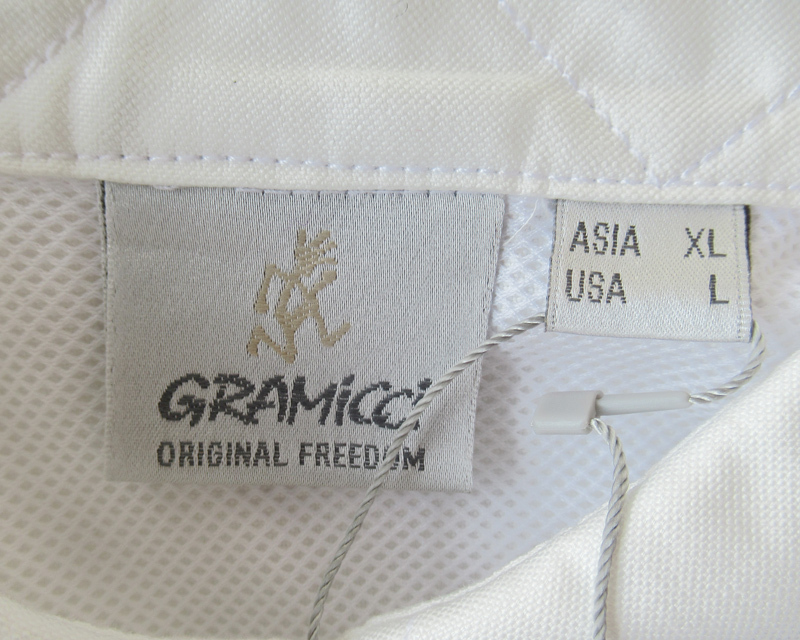 GRAMiCCi
ORIGINAL FREEDOM
ASIA XL
USA L